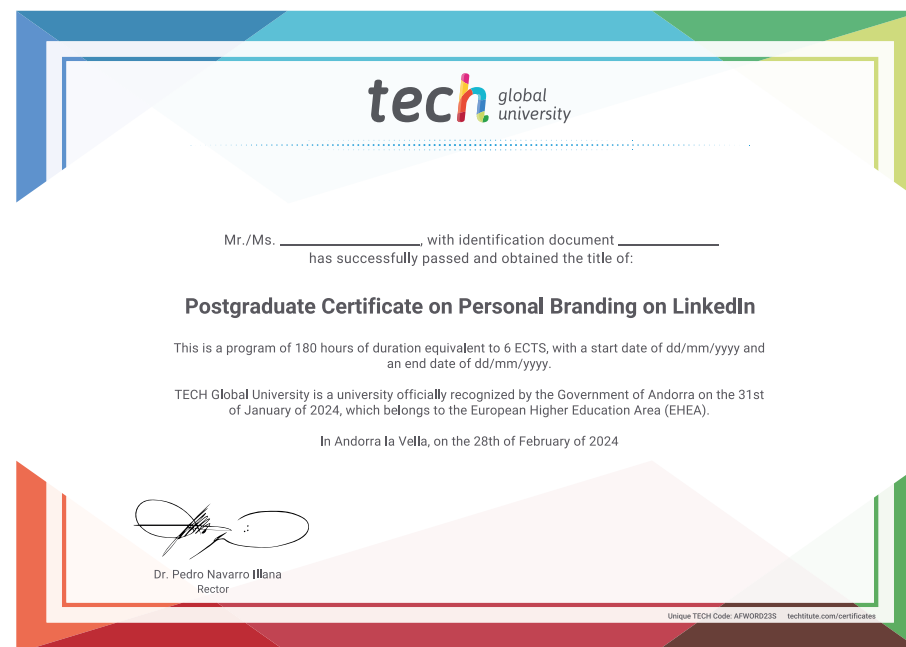 tech global university
Mr./Ms. ____________________, with identification document ______________
has successfully passed and obtained the title of:
Postgraduate Certificate on Personal Branding on LinkedIn
This is a program of 180 hours of duration equivalent to 6 ECTS, with a start date of dd/mm/yyyy and
an end date of dd/mm/yyyy.
TECH Global University is a university officially recognized by the Government of Andorra on the 31st
of January of 2024, which belongs to the European Higher Education Area (EHEA).
In Andorra la Vella, on the 28th of February of 2024
Dr. Pedro Navarro Illana
Rector
Unique TECH Code: AFWORD23S techtitute.com/certificates